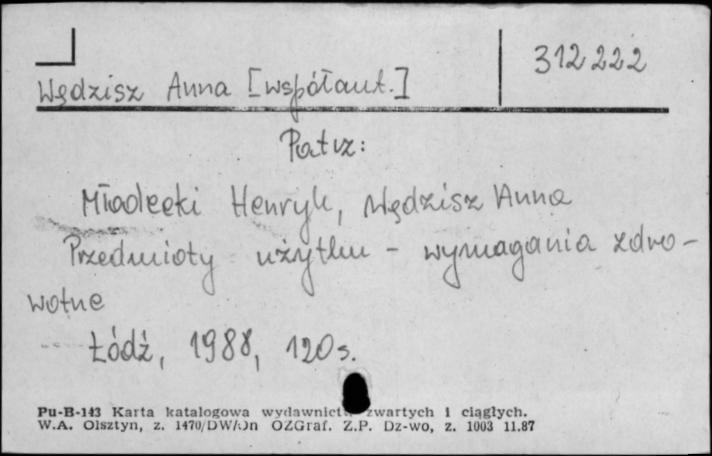 312 222
Wędzisz Anna [współaut.]
Patrz:
Mładecki Henryk, Wędzisz Anna
Przedmioty użytku - wymagania zdro-
wotne
Łódź, 1988, 120 s.
Pu-B-143 Karta katalogowa wydawnictw zwartych i ciągłych.
W.A. Olsztyn, z. 1470/DW/On OZGraf. Z.P. Dz-wo, z. 1003 11.87